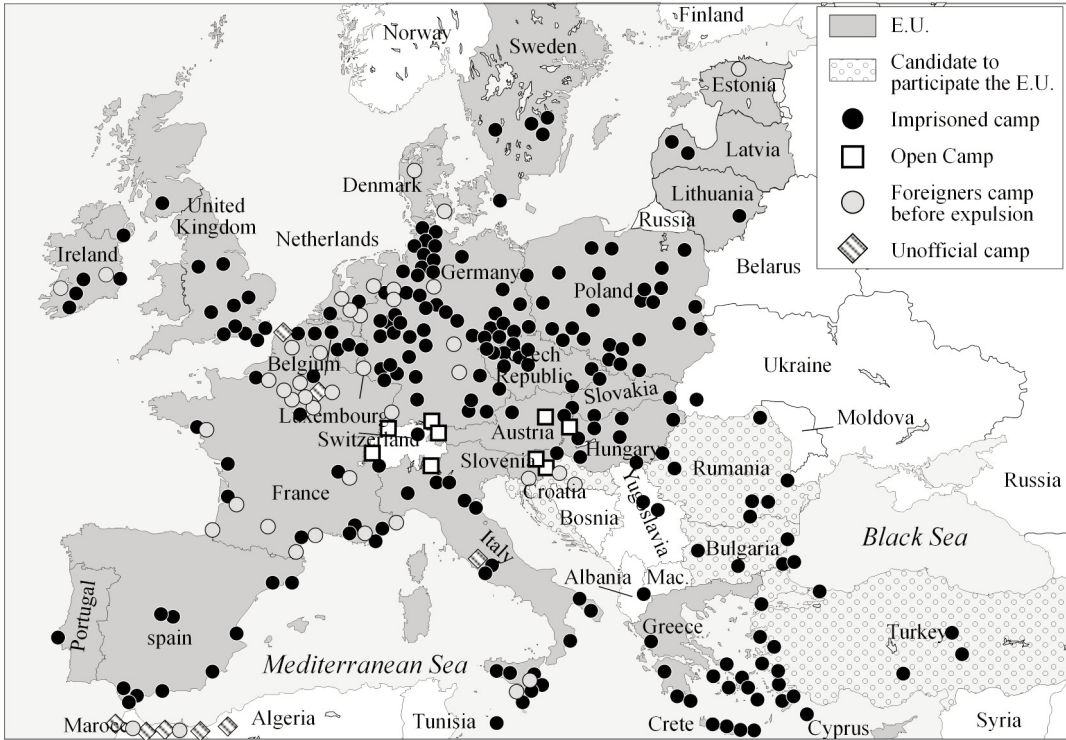 Finland
Norway
Sweden
Estonia
Latvia
Lithuania
Russia
Denmark
United
Kingdom
Ireland
Netherlands
Germany
Poland
Belarus
Ukraine
Belgium
Luxembourg
ech
Republic
Slovakia
Moldova
Switzerland
Austria
Hungary
Slovenia
Rumania
Russia
France
Croatia
Bosnia
Yugoslavia
Black Sea
Italy
Bulgaria
Albania
Mac.
Portugal
spain
Greece
Turkey
Mediterranean Sea
Maroc
Algeria
Tunisia
Crete
Cyprus
Syria
E.U.
Candidate to
participate the E.U.
Imprisoned camp
Open Camp
Foreigners camp
before expulsion
Unofficial camp